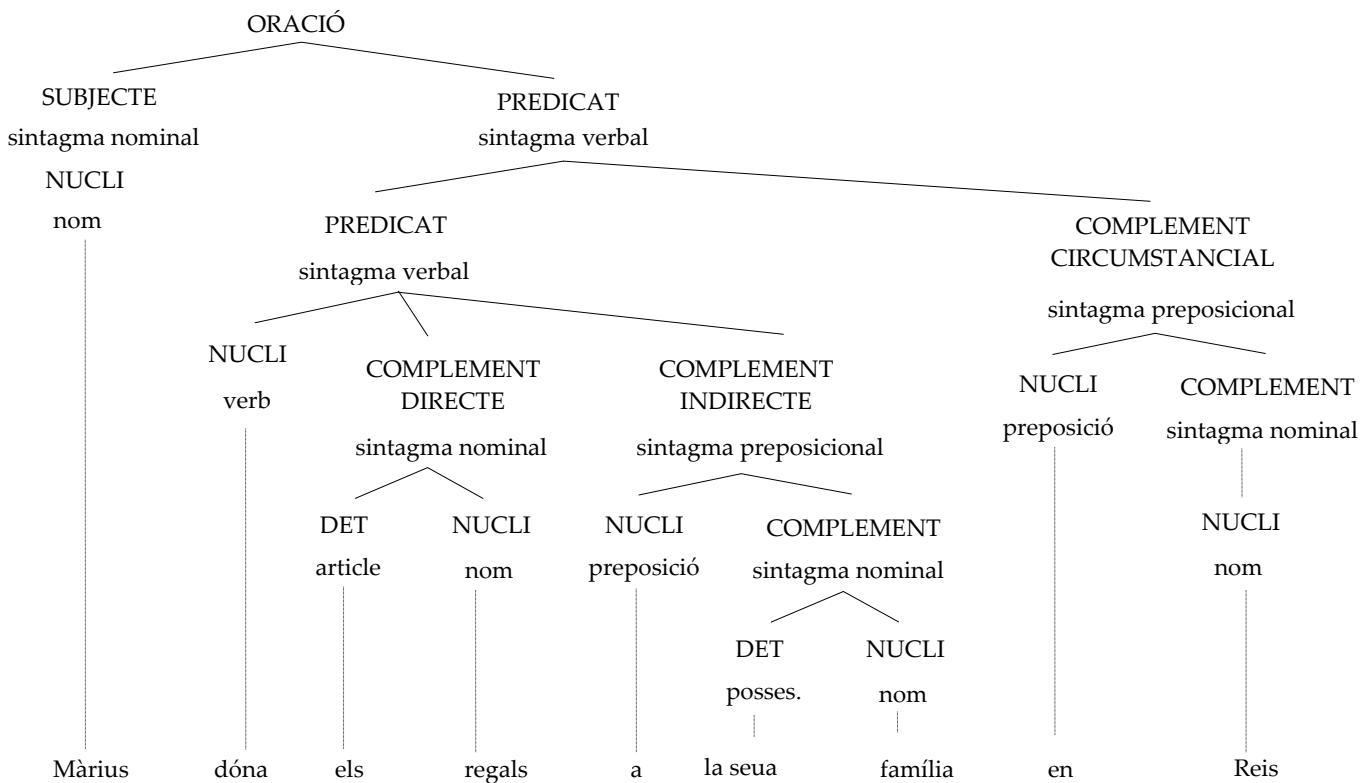 ORACIÓ
SUBJECTE
PREDICAT
sintagma nominal
sintagma verbal
NUCLI
nom
PREDICAT
COMPLEMENT
CIRCUMSTANCIAL
sintagma verbal
sintagma preposicional
NUCLI
verb
COMPLEMENT
DIRECTE
COMPLEMENT
INDIRECTE
NUCLI
preposició
COMPLEMENT
sintagma nominal
sintagma nominal
sintagma preposicional
DET
article
NUCLI
nom
NUCLI
preposició
COMPLEMENT
sintagma nominal
NUCLI
nom
DET
posses.
NUCLI
nom
Màrius dóna els regals a la seua família en Reis